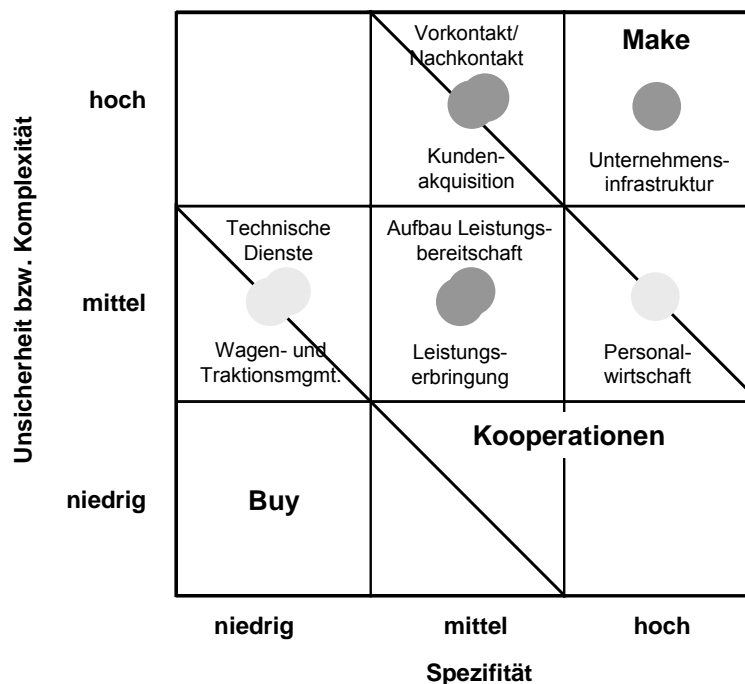 Unsicherheit bzw. Komplexität
hoch
Vorkontakt/
Nachkontakt
Kunden-
akquisition
Make
Unternehmens-
infrastruktur
mittel
Technische
Dienste
Wagen- und
Traktionsmgmt.
Aufbau Leistungs-
bereitschaft
Leistungs-
erbringung
Personal-
wirtschaft
niedrig
Buy
Kooperationen
niedrig
mittel
hoch
Spezifität